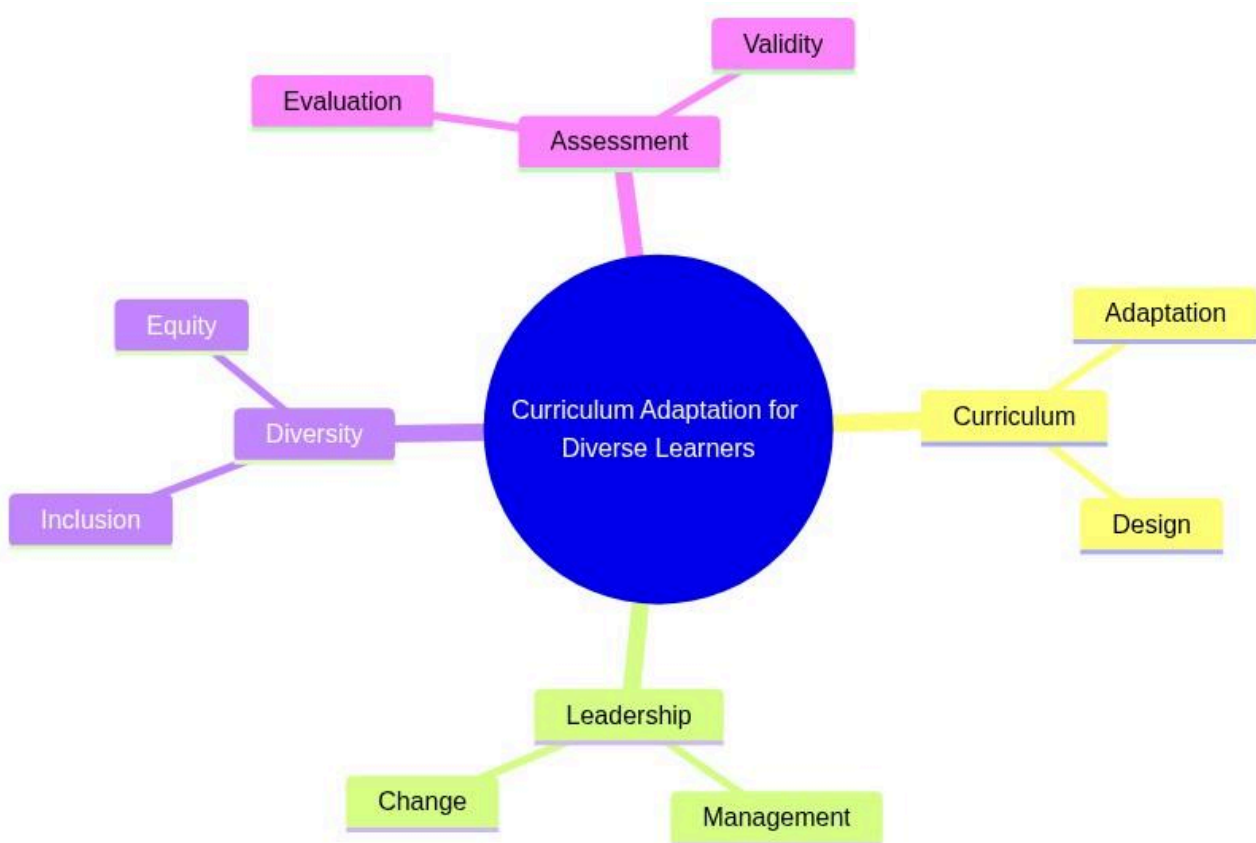 Validity
Evaluation
Assessment
Adaptation
Equity
Curriculum Adaptation for
Diverse Learners
Curriculum
Diversity
Inclusion
Design
Leadership
Change
Management